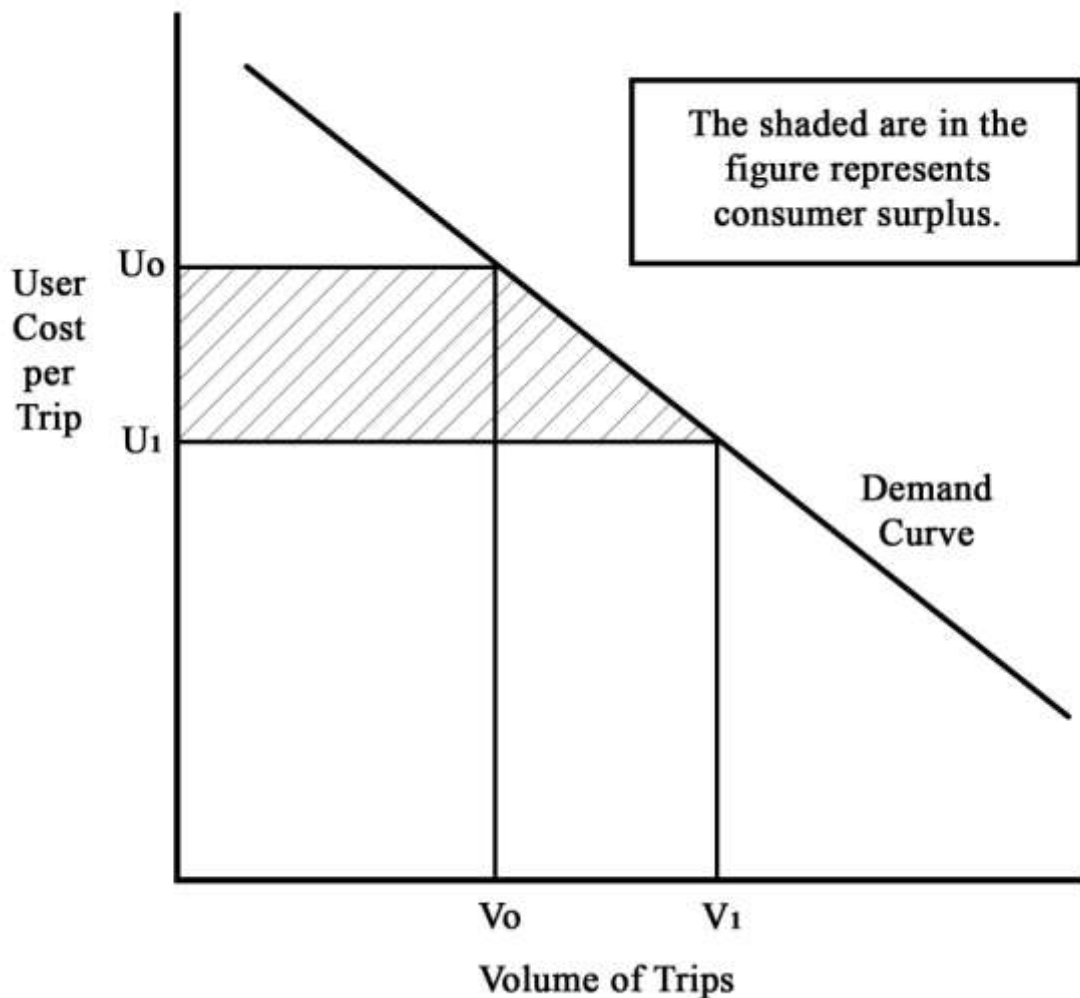 The shaded are in the
figure represents
consumer surplus.
Uo
User
Cost
per
Trip
U1
Demand
Curve
Vo
V1
Volume of Trips